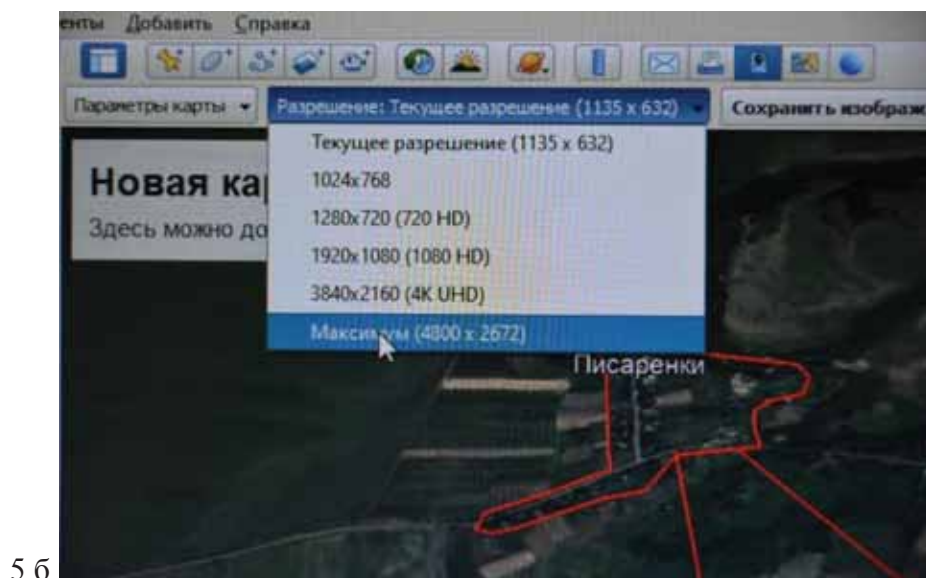 енты Добавить Справка
Параметры карты Разрешение: Текущее разрешение (1135 x 632) Сохранить изображ
Текущее разрешение (1135 x 632)
1024x768
1280x720 (720 HD)
1920x1080 (1080 HD)
3840x2160 (4K UHD)
Максимум (4800 x 2672)
Новая ка
Здесь можно до
Писаренки
5 б